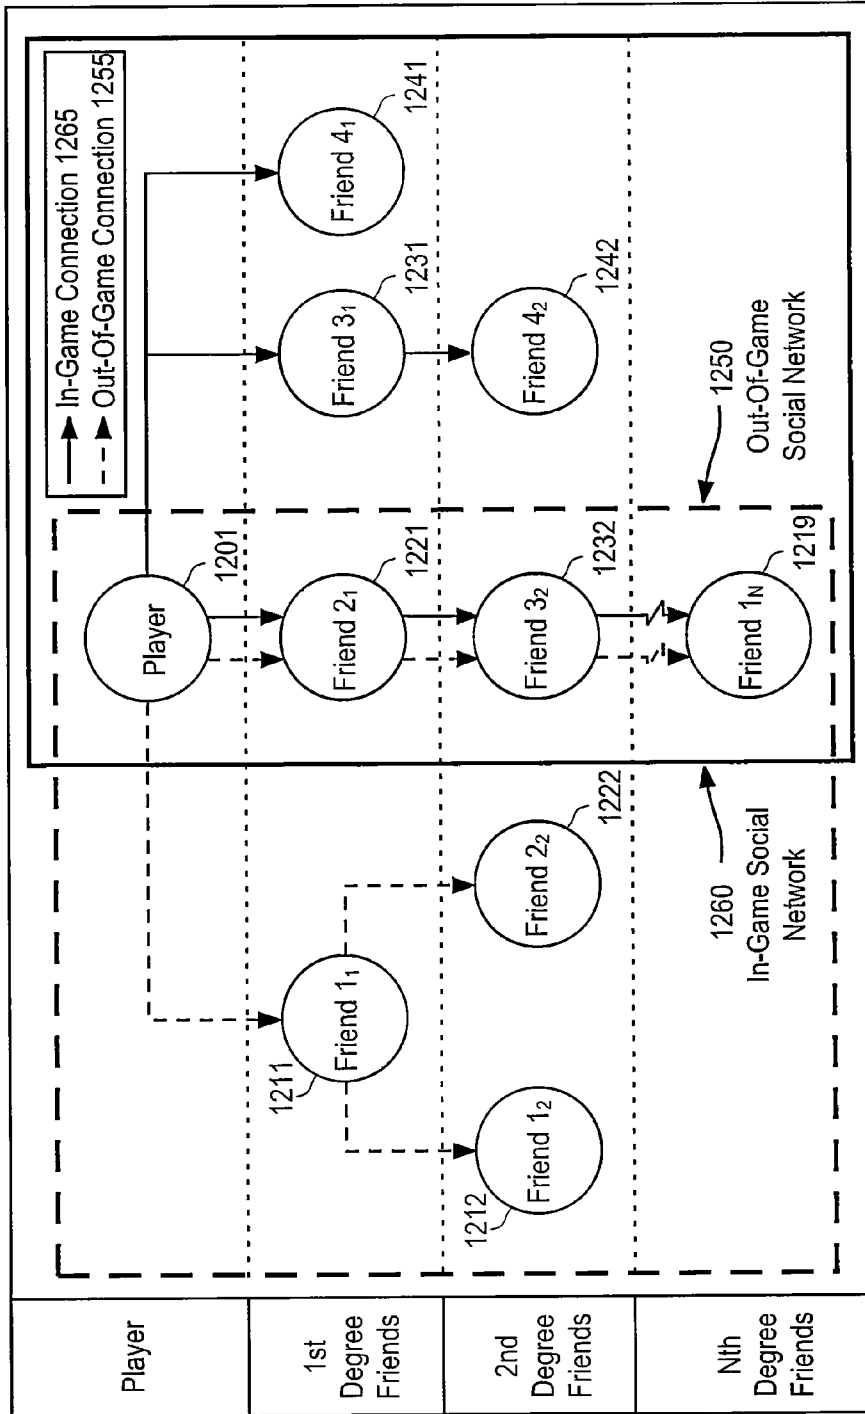 Player
1st
Degree
Friends
2nd
Degree
Friends
Nth
Degree
Friends
In-Game Connection 1265
Out-Of-Game Connection 1255
Player
1201
1211
Friend 1₁
Friend 2₁
1221
Friend 3₁
1231
Friend 4₁
1241
1212
Friend 1₂
Friend 2₂
1222
Friend 3₂
1232
Friend 4₂
1242
1260
In-Game Social
Network
Friend 1N
1219
1250
Out-Of-Game
Social Network